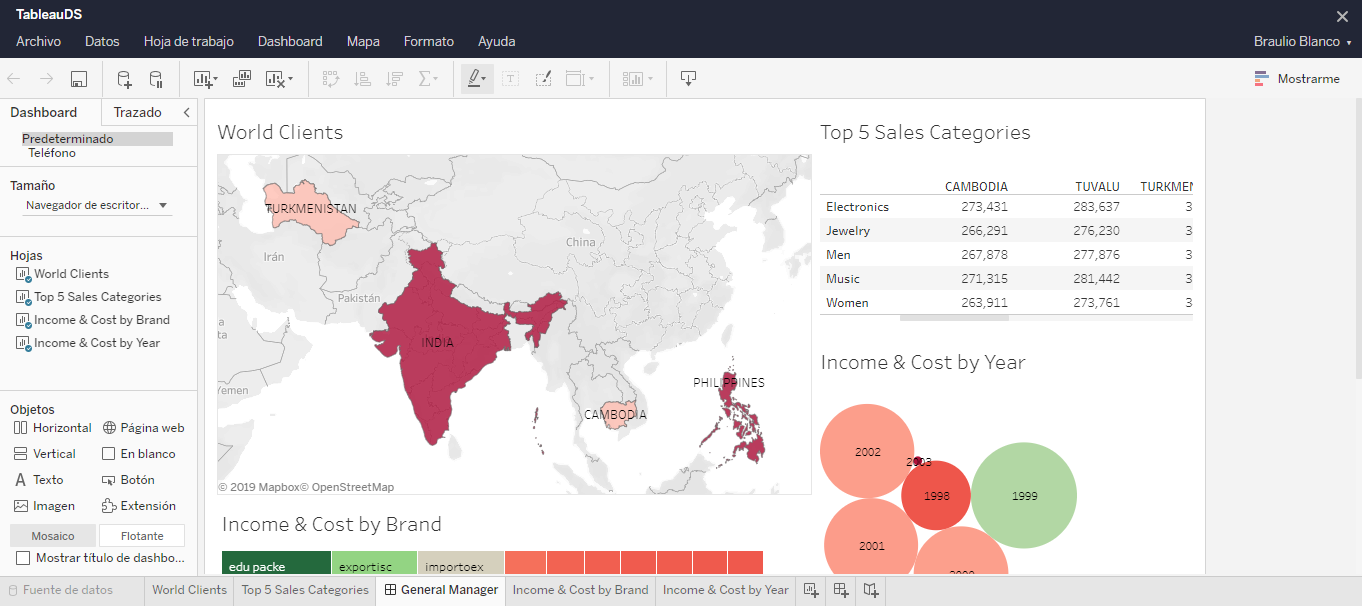 TableauDS
Archivo Datos Hoja de trabajo Dashboard Mapa Formato Ayuda Braulio Blanco
Mostrarme
Dashboard Trazado
Predeterminado
Teléfono
Tamaño
Navegador de escritor...
Hojas
World Clients
Top 5 Sales Categories
Income & Cost by Brand
Income & Cost by Year
Objetos
Horizontal Página web
Vertical En blanco
Texto Botón
Imagen Extensión
Mosaico Flotante
Mostrar título de dashbo...
World Clients
TURKMENISTAN
China
Irán
Pakistán
INDIA
PHILIPPINES
CAMBODIA
© 2019 Mapbox© OpenStreetMap
Top 5 Sales Categories
CAMBODIA TUVALU TURKMEN
Electronics 273,431 283,637 3
Jewelry 266,291 276,230 3
Men 267,878 277,876 3
Music 271,315 281,442 3
Women 263,911 273,761 3
Income & Cost by Year
2002
2003
1998
1999
2001
Income & Cost by Brand
edu packe exportisc importoex
Fuente de datos World Clients Top 5 Sales Categories General Manager Income & Cost by Brand Income & Cost by Year